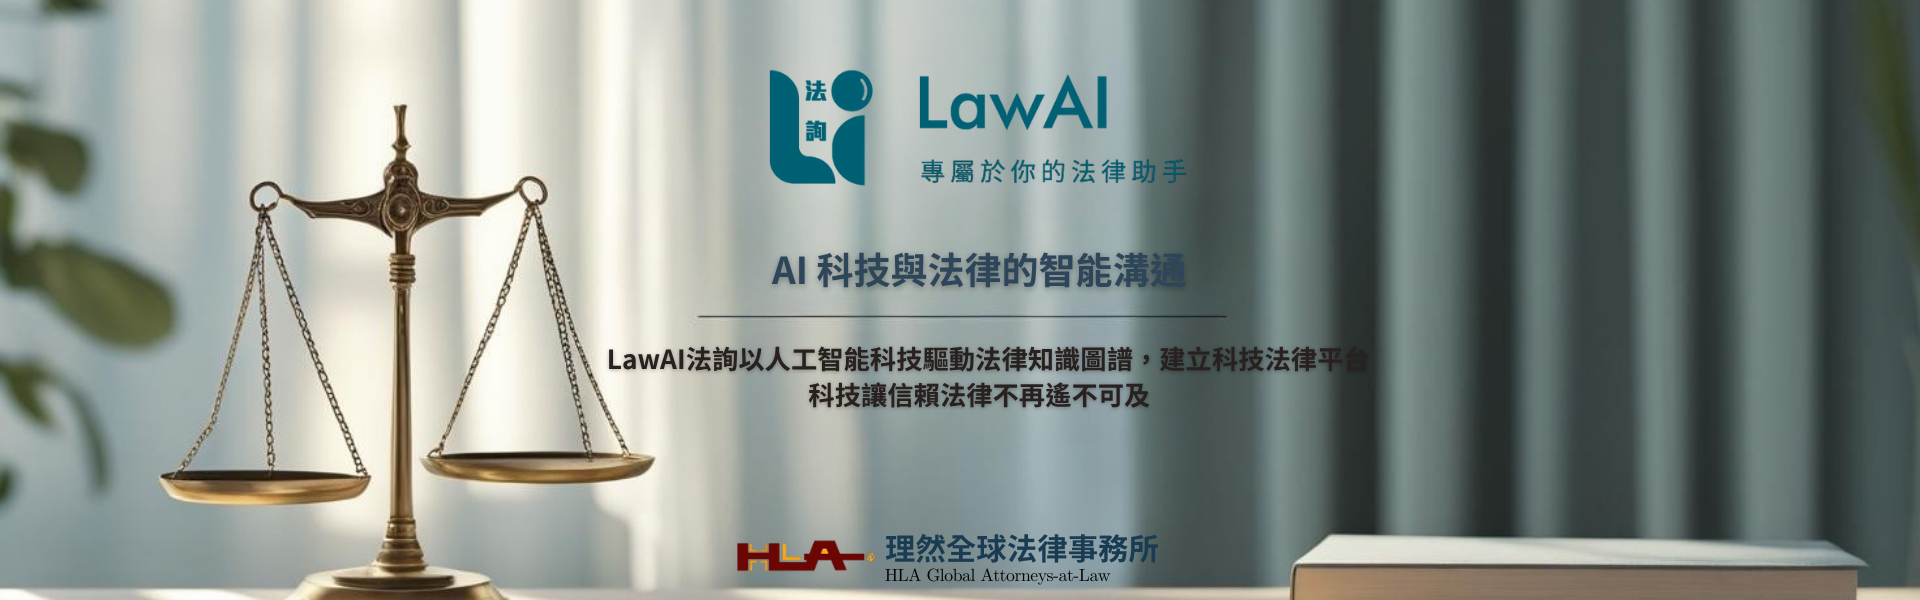 法詢
LawAI
專屬於你的法律助手
AI 科技與法律的智能溝通
LawAI法詢以人工智能科技驅動法律知識圖譜，建立科技法律平台
科技讓信賴法律不再遙不可及
HLA
理然全球法律事務所
HLA Global Attorneys-at-Law